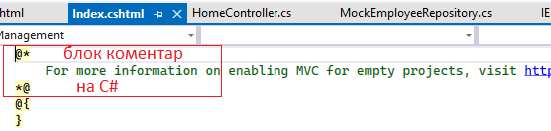 html Index.cshtml HomeController.cs MockEmployeeRepository.cs IE
Management
@* блок коментар
For more information on enabling MVC for empty projects, visit http
*@ на C#
@{
}